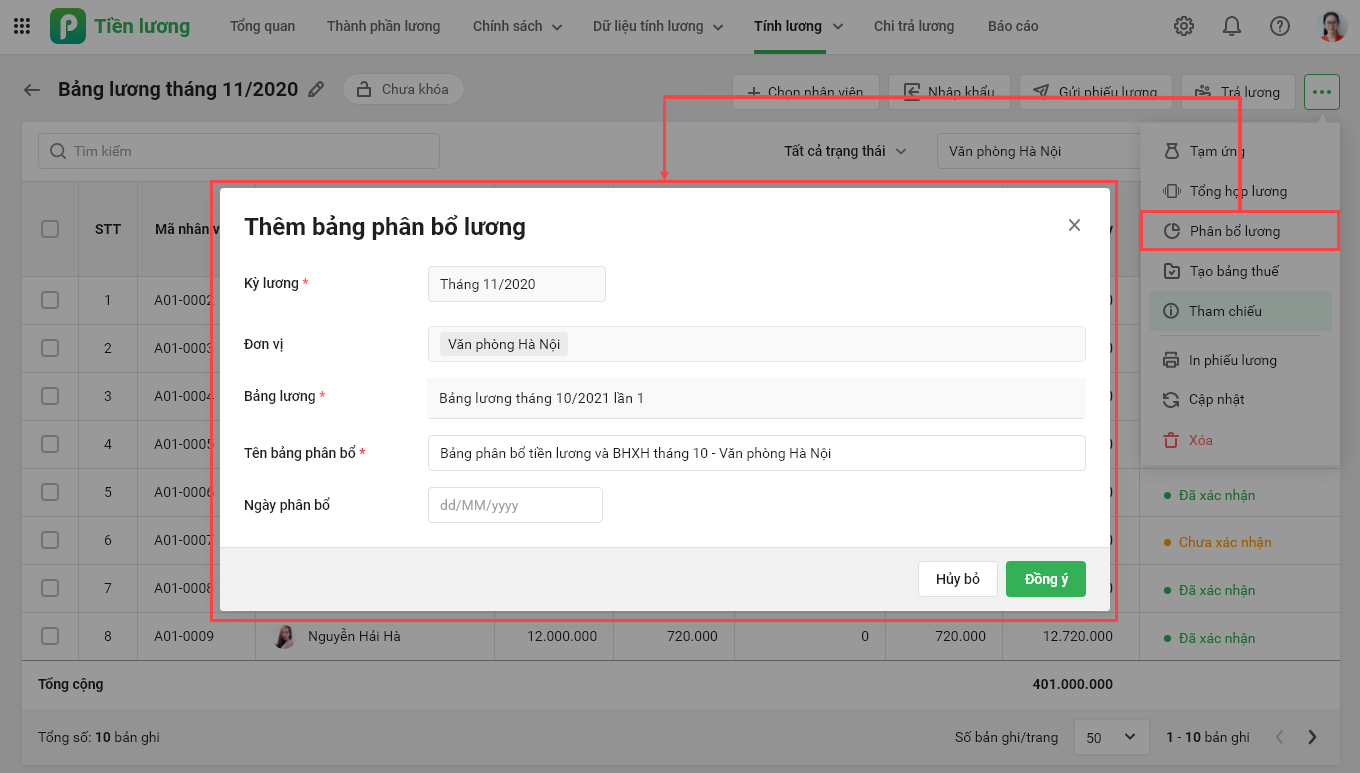 Tiền lương Tổng quan Thành phần lương Chính sách Dữ liệu tính lương Tính lương Chi trả lương Báo cáo
Bảng lương tháng 11/2020 Chưa khóa Chọn nhân viên Nhập khẩu Gửi phiếu lương Trả lương
Tìm kiếm Tất cả trạng thái Văn phòng Hà Nội
Tạm ứng
Tổng hợp lương
Phân bổ lương
Tạo bảng thuế
Tham chiếu
In phiếu lương
Cập nhật
Xóa
STT Mã nhân v
Thêm bảng phân bổ lương
Kỳ lương * Tháng 11/2020
Đơn vị Văn phòng Hà Nội
Bảng lương * Bảng lương tháng 10/2021 lần 1
Tên bảng phân bổ * Bảng phân bổ tiền lương và BHXH tháng 10 - Văn phòng Hà Nội
Ngày phân bổ dd/MM/yyyy
Hủy bỏ Đồng ý
1 A01-0002
2 A01-0003
3 A01-0004
4 A01-0005
5 A01-0006 Đã xác nhận
6 A01-0007 Chưa xác nhận
7 A01-0008 Đã xác nhận
8 A01-0009 Nguyễn Hải Hà 12.000.000 720.000 0 720.000 12.720.000 Đã xác nhận
Tổng cộng 401.000.000
Tổng số: 10 bản ghi Số bản ghi/trang 50 1 - 10 bản ghi